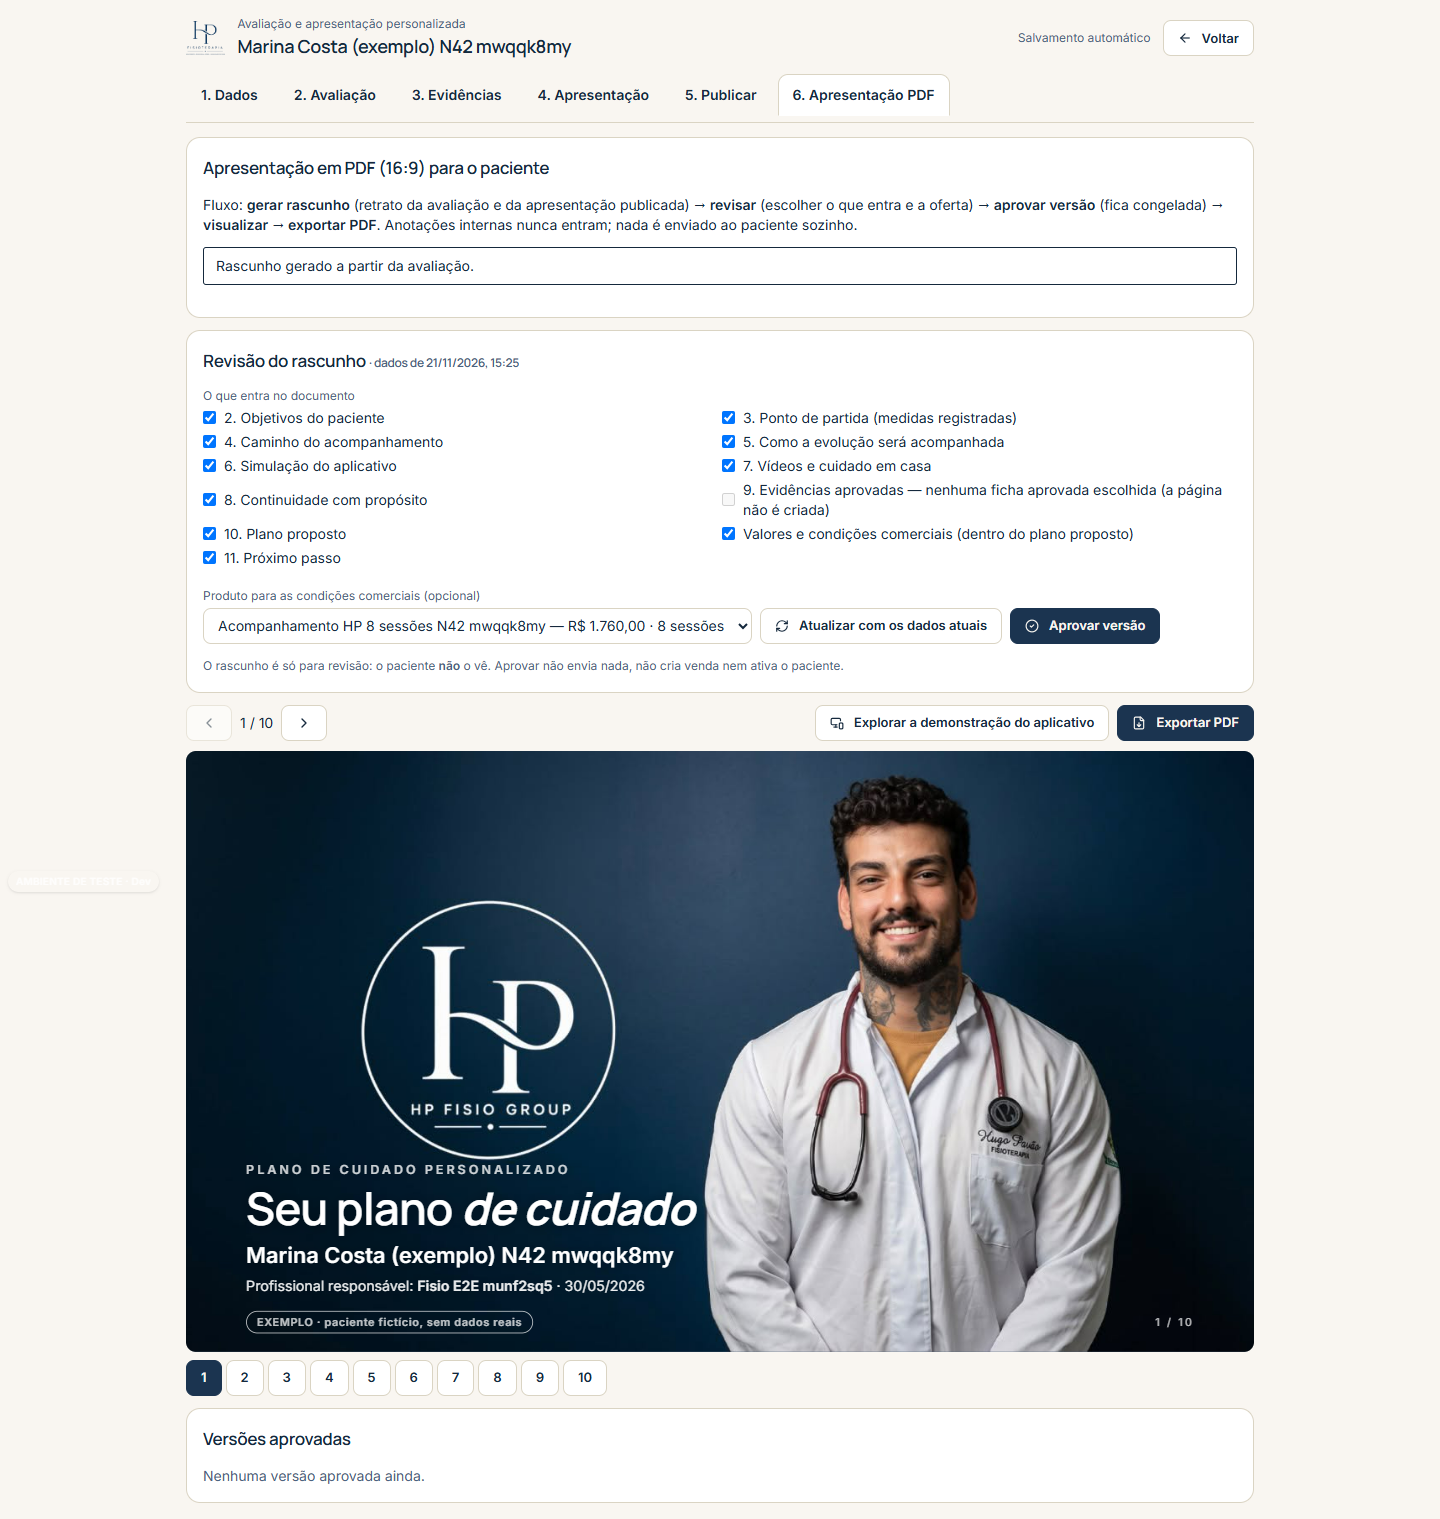 HP
FISIOTERAPIA
Avaliação e apresentação personalizada
Marina Costa (exemplo) N42 mwqqk8my
Salvamento automático
Voltar
1. Dados
2. Avaliação
3. Evidências
4. Apresentação
5. Publicar
6. Apresentação PDF
Apresentação em PDF (16:9) para o paciente
Fluxo: gerar rascunho (retrato da avaliação e da apresentação publicada) → revisar (escolher o que entra e a oferta) → aprovar versão (fica congelada) →
visualizar → exportar PDF. Anotações internas nunca entram; nada é enviado ao paciente sozinho.
Rascunho gerado a partir da avaliação.
Revisão do rascunho · dados de 21/11/2026, 15:25
O que entra no documento
2. Objetivos do paciente
3. Ponto de partida (medidas registradas)
4. Caminho do acompanhamento
5. Como a evolução será acompanhada
6. Simulação do aplicativo
7. Vídeos e cuidado em casa
8. Continuidade com propósito
9. Evidências aprovadas — nenhuma ficha aprovada escolhida (a página
não é criada)
10. Plano proposto
Valores e condições comerciais (dentro do plano proposto)
11. Próximo passo
Produto para as condições comerciais (opcional)
Acompanhamento HP 8 sessões N42 mwqqk8my — R$ 1.760,00 · 8 sessões
Atualizar com os dados atuais
Aprovar versão
O rascunho é só para revisão: o paciente não o vê. Aprovar não envia nada, não cria venda nem ativa o paciente.
1 / 10
Explorar a demonstração do aplicativo
Exportar PDF
AMBIENTE DE TESTE · DEV
HP
HP FISIO GROUP
Hugo Pavão
FISIOTERAPIA
PLANO DE CUIDADO PERSONALIZADO
Seu plano de cuidado
Marina Costa (exemplo) N42 mwqqk8my
Profissional responsável: Fisio E2E munf2sq5 · 30/05/2026
EXEMPLO · paciente fictício, sem dados reais
1 / 10
1
2
3
4
5
6
7
8
9
10
Versões aprovadas
Nenhuma versão aprovada ainda.